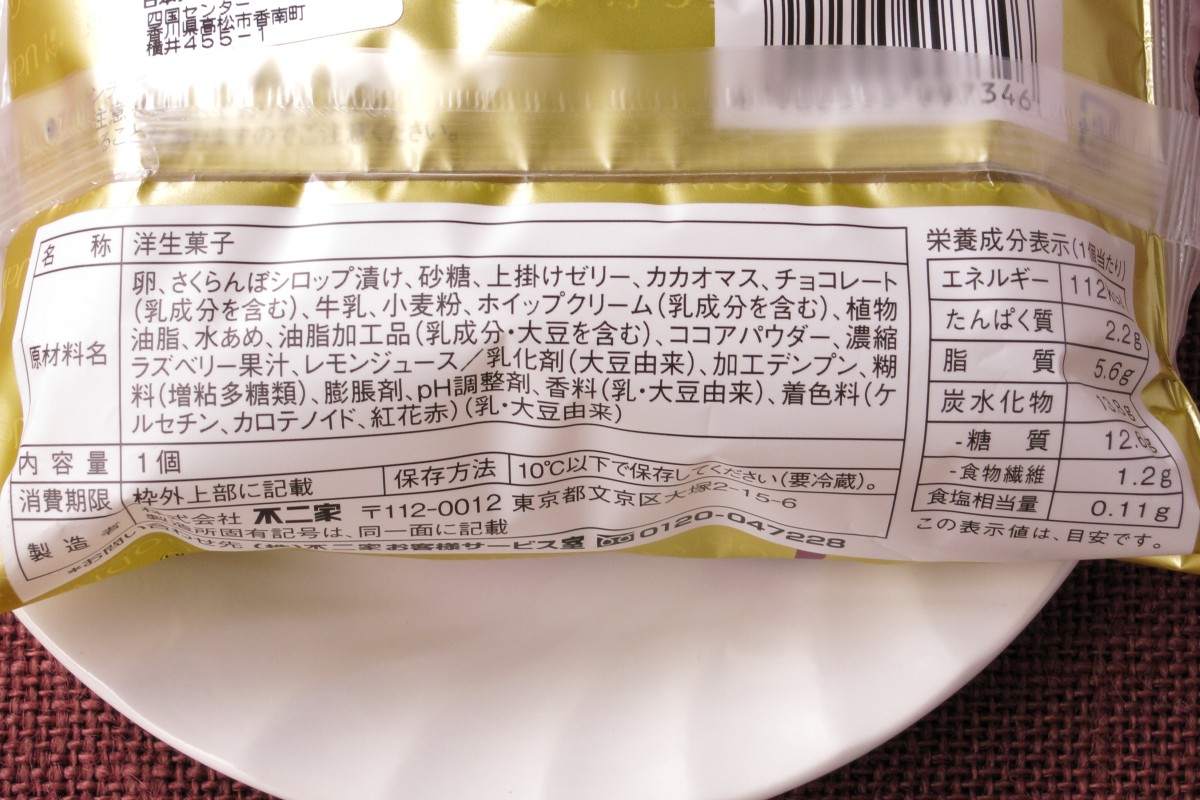 四国センター
香川県高松市香南町
横井455-1
346
名称 洋生菓子
原材料名
卵、さくらんぼシロップ漬け、砂糖、上掛けゼリー、カカオマス、チョコレート
(乳成分を含む)、牛乳、小麦粉、ホイップクリーム(乳成分を含む)、植物
油脂、水あめ、油脂加工品(乳成分・大豆を含む)、ココアパウダー、濃縮
ラズベリー果汁、レモンジュース/乳化剤(大豆由来)、加工デンプン、糊
料(増粘多糖類)、膨脹剤、pH調整剤、香料(乳・大豆由来)、着色料(ケ
ルセチン、カロテノイド、紅花赤)(乳・大豆由来)
内容量 1個
消費期限 枠外上部に記載 保存方法 10℃以下で保存してください(要冷蔵)。
製造者 株式会社 不二家 〒112-0012 東京都文京区大塚2-15-6
製造所固有記号は、同一面に記載
*お問い合わせ先 (株)不二家お客様サービス室 0120-047228
栄養成分表示(1個当たり)
エネルギー 112kcal
たんぱく質 2.2g
脂質 5.6g
炭水化物 13.8g
-糖質 12.6g
-食物繊維 1.2g
食塩相当量 0.11g
この表示値は、目安です。